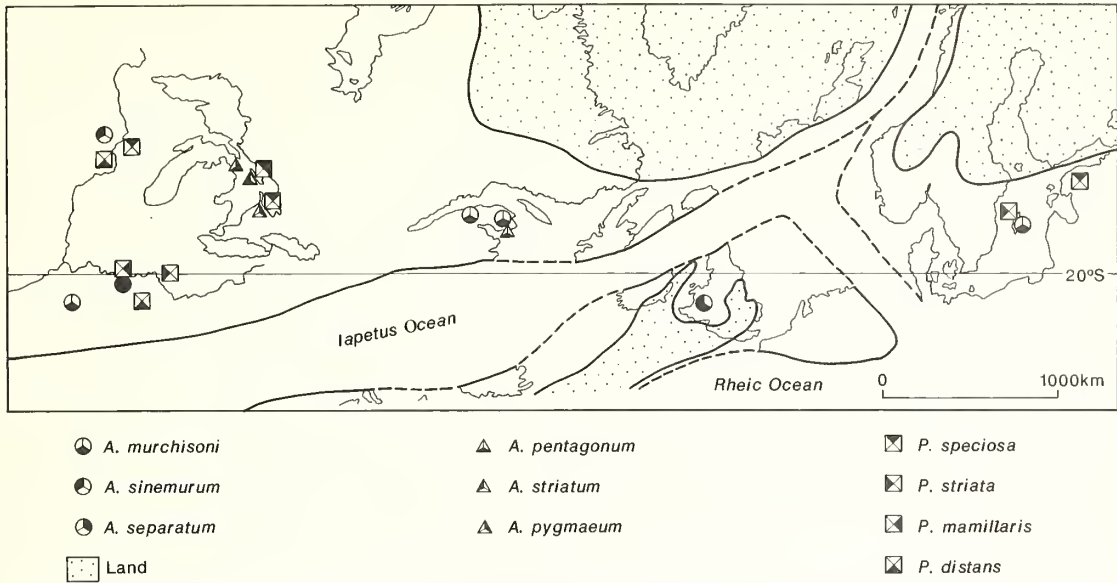 20°S
Iapetus Ocean
Rheic Ocean
0 1000km
A. murchisoni
A. sinemurum
A. separatum
Land
A. pentagonum
A. striatum
A. pygmaeum
P. speciosa
P. striata
P. mamillaris
P. distans